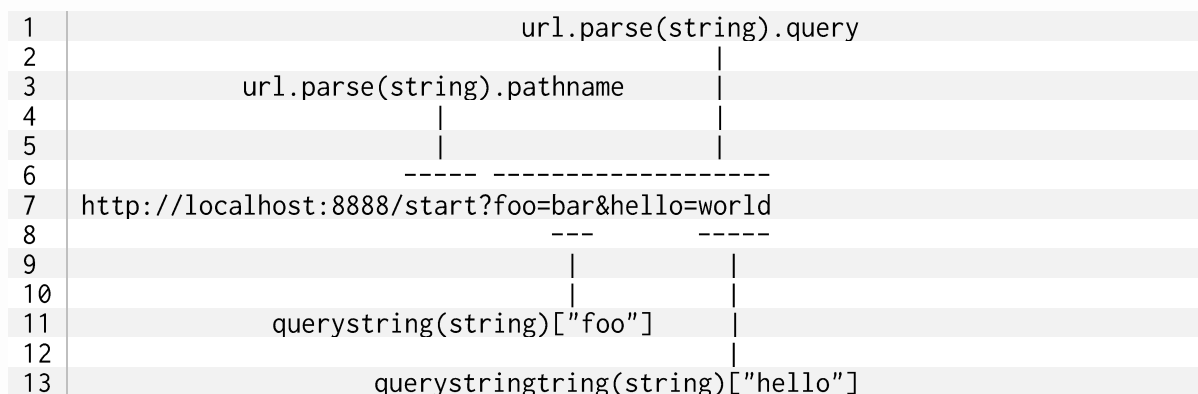 1 url.parse(string).query
2 |
3 url.parse(string).pathname |
4 | |
5 | |
6 ----- -------------------
7 http://localhost:8888/start?foo=bar&hello=world
8 --- -----
9 | |
10 | |
11 querystring(string)["foo"] |
12 |
13 querystringtring(string)["hello"]